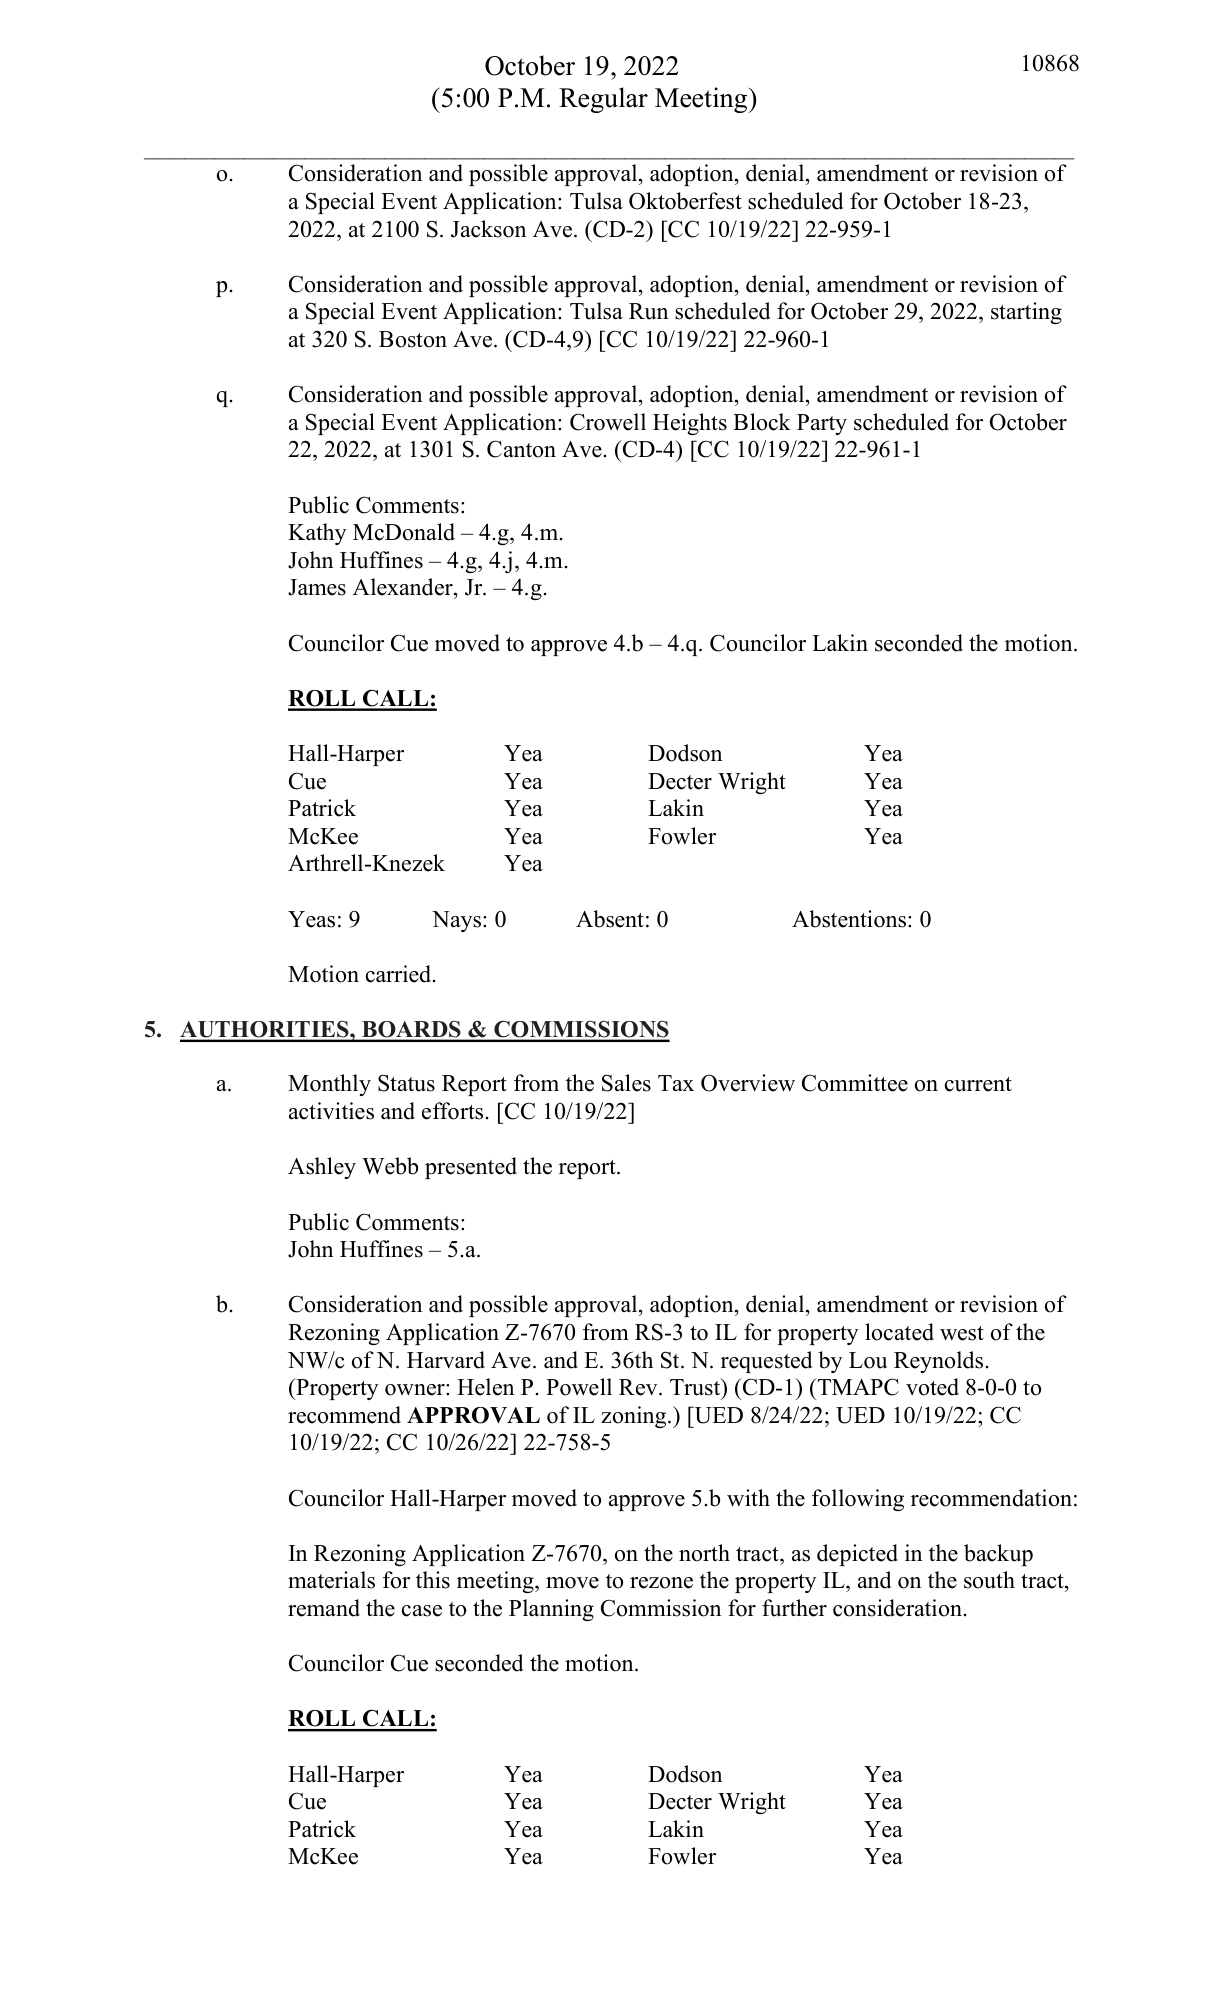 October 19, 2022
10868
(5:00 P.M. Regular Meeting)
o. Consideration and possible approval, adoption, denial, amendment or revision of
a Special Event Application: Tulsa Oktoberfest scheduled for October 18-23,
2022, at 2100 S. Jackson Ave. (CD-2) [CC 10/19/22] 22-959-1
p. Consideration and possible approval, adoption, denial, amendment or revision of
a Special Event Application: Tulsa Run scheduled for October 29, 2022, starting
at 320 S. Boston Ave. (CD-4,9) [CC 10/19/22] 22-960-1
q. Consideration and possible approval, adoption, denial, amendment or revision of
a Special Event Application: Crowell Heights Block Party scheduled for October
22, 2022, at 1301 S. Canton Ave. (CD-4) [CC 10/19/22] 22-961-1
Public Comments:
Kathy McDonald – 4.g, 4.m.
John Huffines – 4.g, 4.j, 4.m.
James Alexander, Jr. – 4.g.
Councilor Cue moved to approve 4.b – 4.q. Councilor Lakin seconded the motion.
ROLL CALL:
Hall-Harper Yea Dodson Yea
Cue Yea Decter Wright Yea
Patrick Yea Lakin Yea
McKee Yea Fowler Yea
Arthrell-Knezek Yea
Yeas: 9 Nays: 0 Absent: 0 Abstentions: 0
Motion carried.
5. AUTHORITIES, BOARDS & COMMISSIONS
a. Monthly Status Report from the Sales Tax Overview Committee on current
activities and efforts. [CC 10/19/22]
Ashley Webb presented the report.
Public Comments:
John Huffines – 5.a.
b. Consideration and possible approval, adoption, denial, amendment or revision of
Rezoning Application Z-7670 from RS-3 to IL for property located west of the
NW/c of N. Harvard Ave. and E. 36th St. N. requested by Lou Reynolds.
(Property owner: Helen P. Powell Rev. Trust) (CD-1) (TMAPC voted 8-0-0 to
recommend APPROVAL of IL zoning.) [UED 8/24/22; UED 10/19/22; CC
10/19/22; CC 10/26/22] 22-758-5
Councilor Hall-Harper moved to approve 5.b with the following recommendation:
In Rezoning Application Z-7670, on the north tract, as depicted in the backup
materials for this meeting, move to rezone the property IL, and on the south tract,
remand the case to the Planning Commission for further consideration.
Councilor Cue seconded the motion.
ROLL CALL:
Hall-Harper Yea Dodson Yea
Cue Yea Decter Wright Yea
Patrick Yea Lakin Yea
McKee Yea Fowler Yea